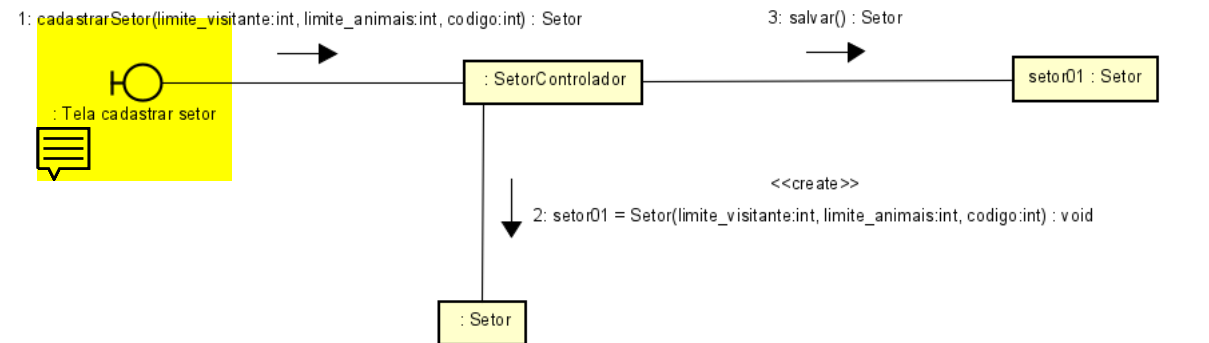 1: cadastrarSetor(limite_visitante:int, limite_animais:int, codigo:int) : Setor
3: salvar() : Setor
: SetorControlador
setor01 : Setor
: Tela cadastrar setor
<<create>>
2: setor01 = Setor(limite_visitante:int, limite_animais:int, codigo:int) : void
: Setor